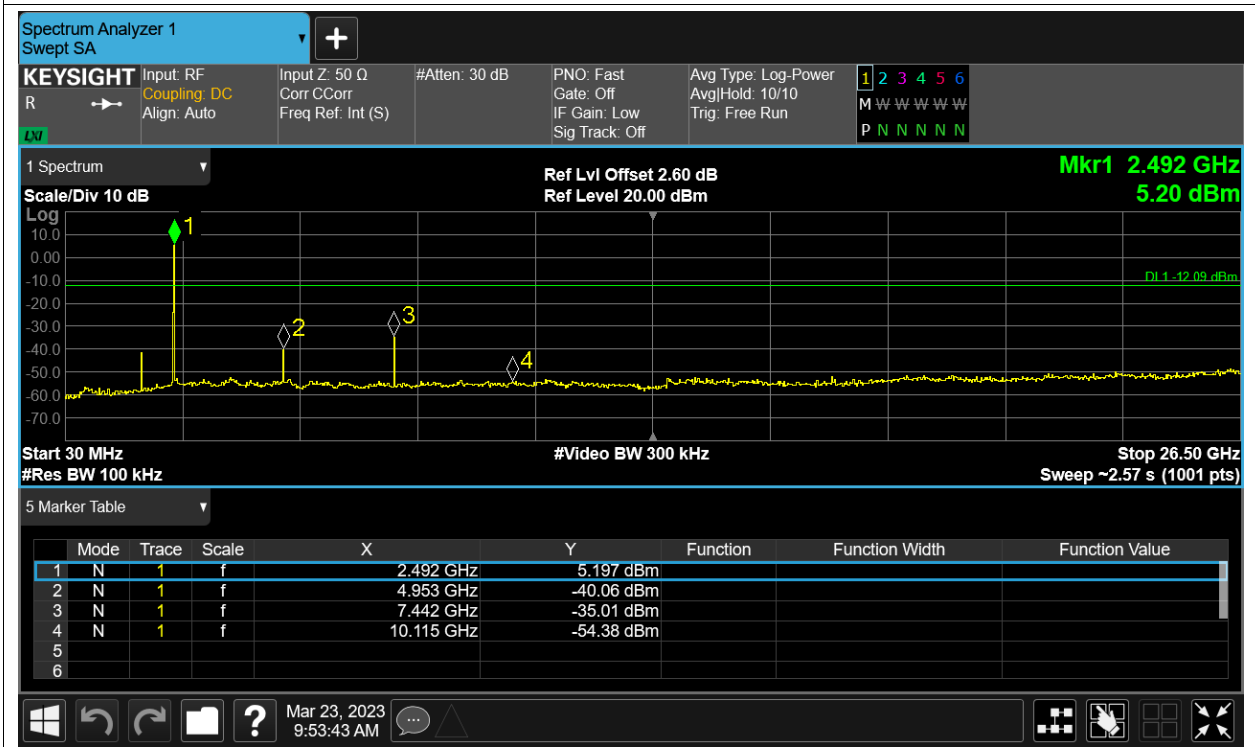 Spectrum Analyzer 1
Swept SA
KEYSIGHT Input: RF Input Z: 50 Ω #Atten: 30 dB PNO: Fast Avg Type: Log-Power 1 2 3 4 5 6
R Coupling: DC Corr CCorr Gate: Off Avg|Hold: 10/10 M W W W W W W
Align: Auto Freq Ref: Int (S) IF Gain: Low Trig: Free Run
LXI Sig Track: Off P N N N N N N
1 Spectrum Ref Lvl Offset 2.60 dB Mkr1 2.492 GHz
Scale/Div 10 dB Ref Level 20.00 dBm 5.20 dBm
Log
10.0
1
0.00
-10.0 DL1 -12.09 dBm
-20.0
3
-30.0
2
-40.0
4
-50.0
-60.0
-70.0
Start 30 MHz #Video BW 300 kHz Stop 26.50 GHz
#Res BW 100 kHz Sweep ~2.57 s (1001 pts)
5 Marker Table
Mode Trace Scale X Y Function Function Width Function Value
1 N 1 f 2.492 GHz 5.197 dBm
2 N 1 f 4.953 GHz -40.06 dBm
3 N 1 f 7.442 GHz -35.01 dBm
4 N 1 f 10.115 GHz -54.38 dBm
5
6
? Mar 23, 2023
9:53:43 AM